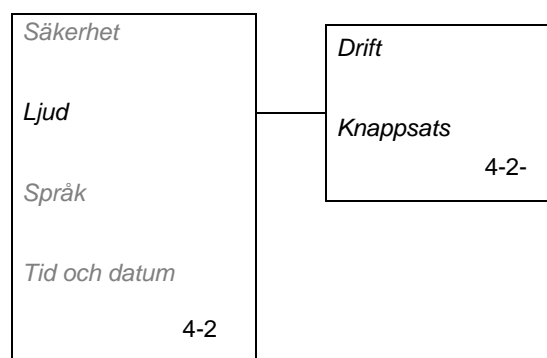 Säkerhet
Ljud
Språk
Tid och datum
4-2
Drift
Knappsats
4-2-